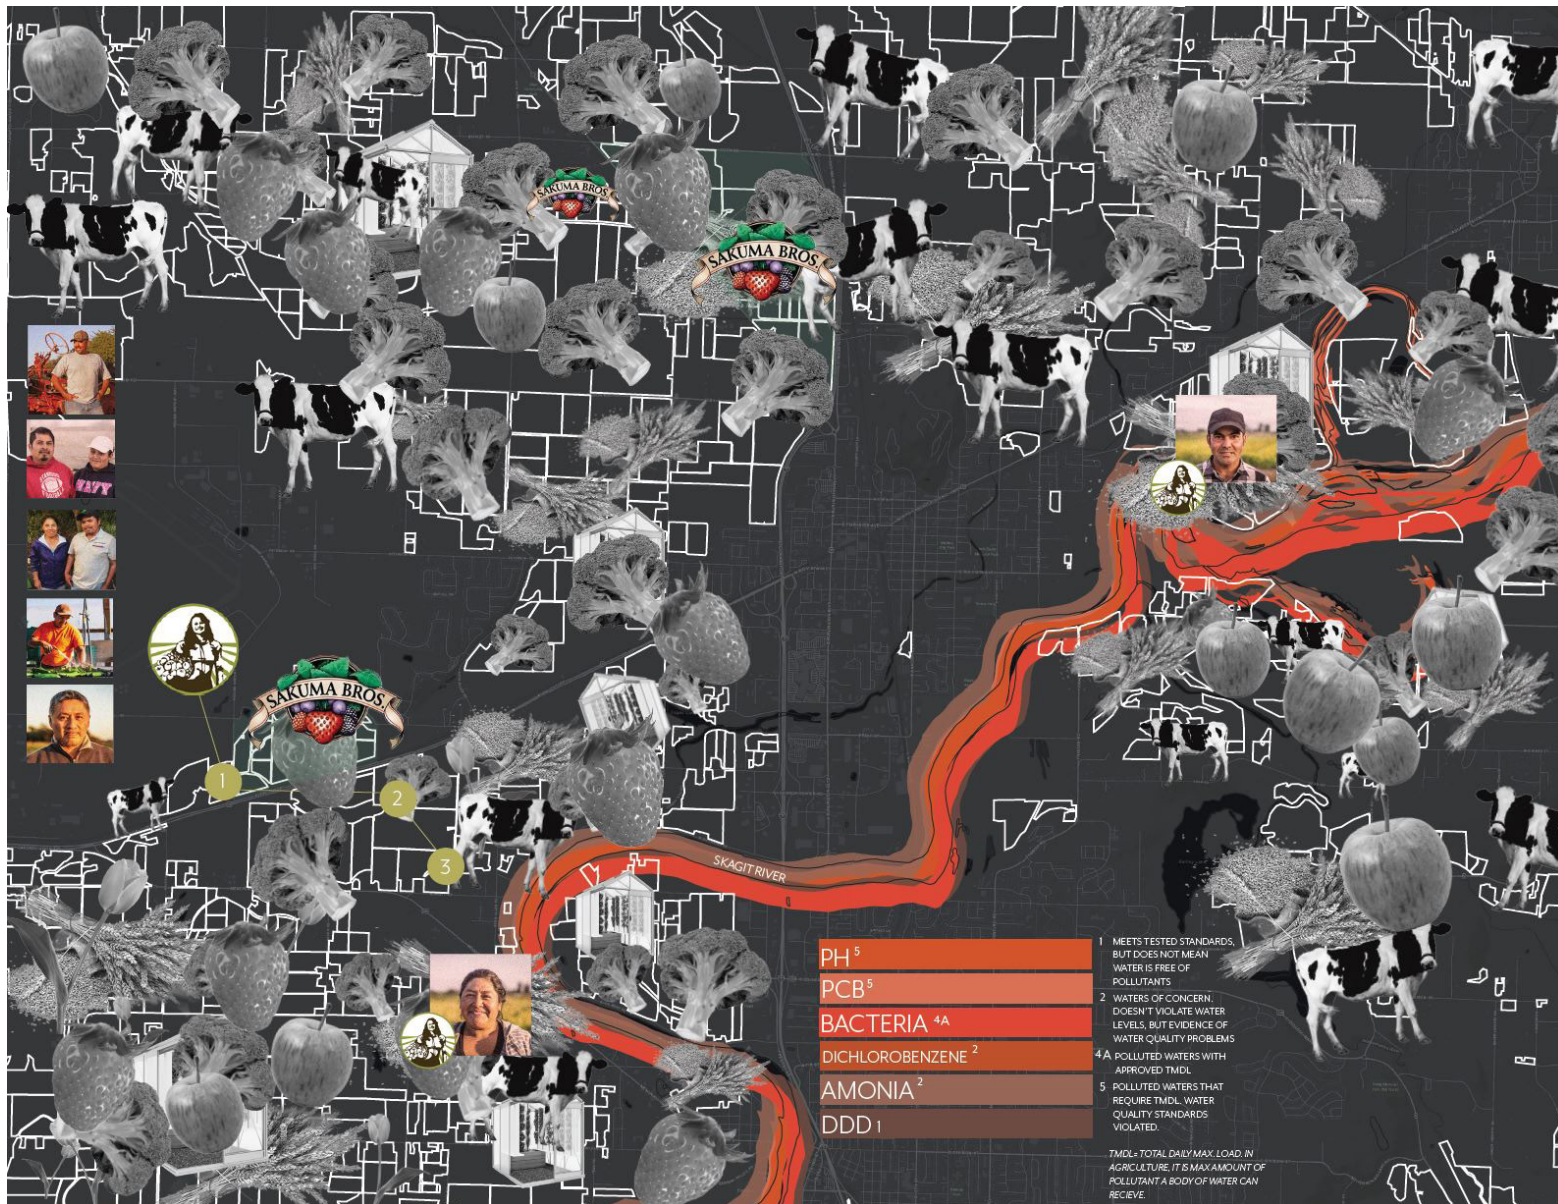 SAKUMA BROS.
SAKUMA BROS.
NAVY
SAKUMA BROS.
1
2
3
SKAGIT RIVER
PH 5
PCB 5
BACTERIA 4A
DICHLOROBENZENE 2
AMONIA 2
DDD 1
1 MEETS TESTED STANDARDS,
BUT DOES NOT MEAN
WATER IS FREE OF
POLLUTANTS
2 WATERS OF CONCERN.
DOESN'T VIOLATE WATER
LEVELS, BUT EVIDENCE OF
WATER QUALITY PROBLEMS
4A POLLUTED WATERS WITH
APPROVED TMDL
5 POLLUTED WATERS THAT
REQUIRE TMDL. WATER
QUALITY STANDARDS
VIOLATED.
TMDL= TOTAL DAILY MAX. LOAD. IN
AGRICULTURE, IT IS MAX AMOUNT OF
POLLUTANT A BODY OF WATER CAN
RECIEVE.